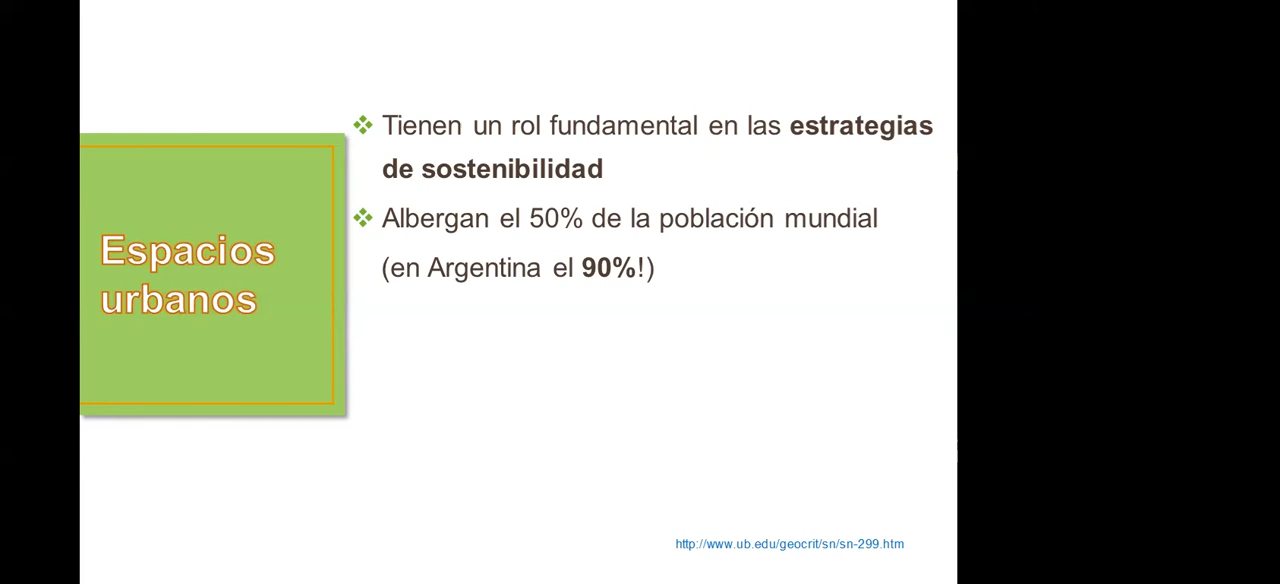 Espacios
urbanos
Tienen un rol fundamental en las estrategias
de sostenibilidad
Albergan el 50% de la población mundial
(en Argentina el 90%!)
http://www.ub.edu/geocrit/sn/sn-299.htm